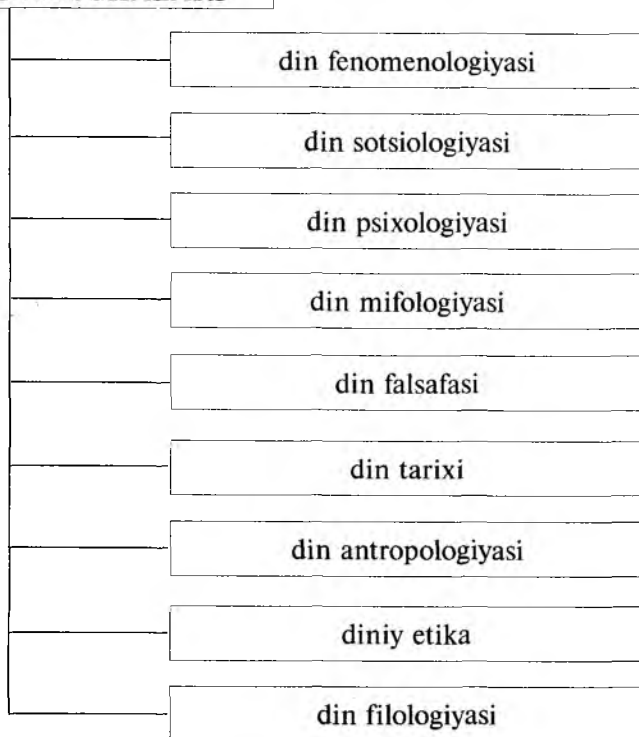 din fenomenologiyasi
din sotsiologiyasi
din psixologiyasi
din mifologiyasi
din falsafasi
din tarixi
din antropologiyasi
diniy etika
din filologiyasi